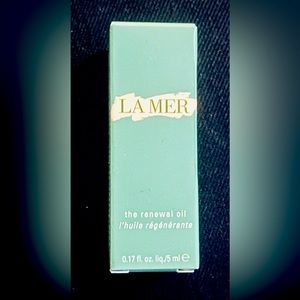 LA MER
the renewal oil
l'huile régénérante
0.17 fl. oz. liq./5 ml ℮